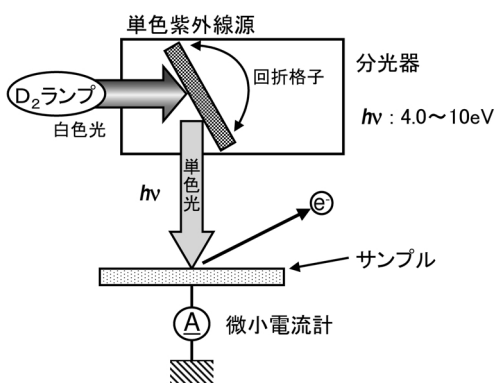 単色紫外線源
分光器
回折格子
D₂ランプ
白色光
hν : 4.0～10eV
単色光
hν
e⁻
サンプル
A
微小電流計